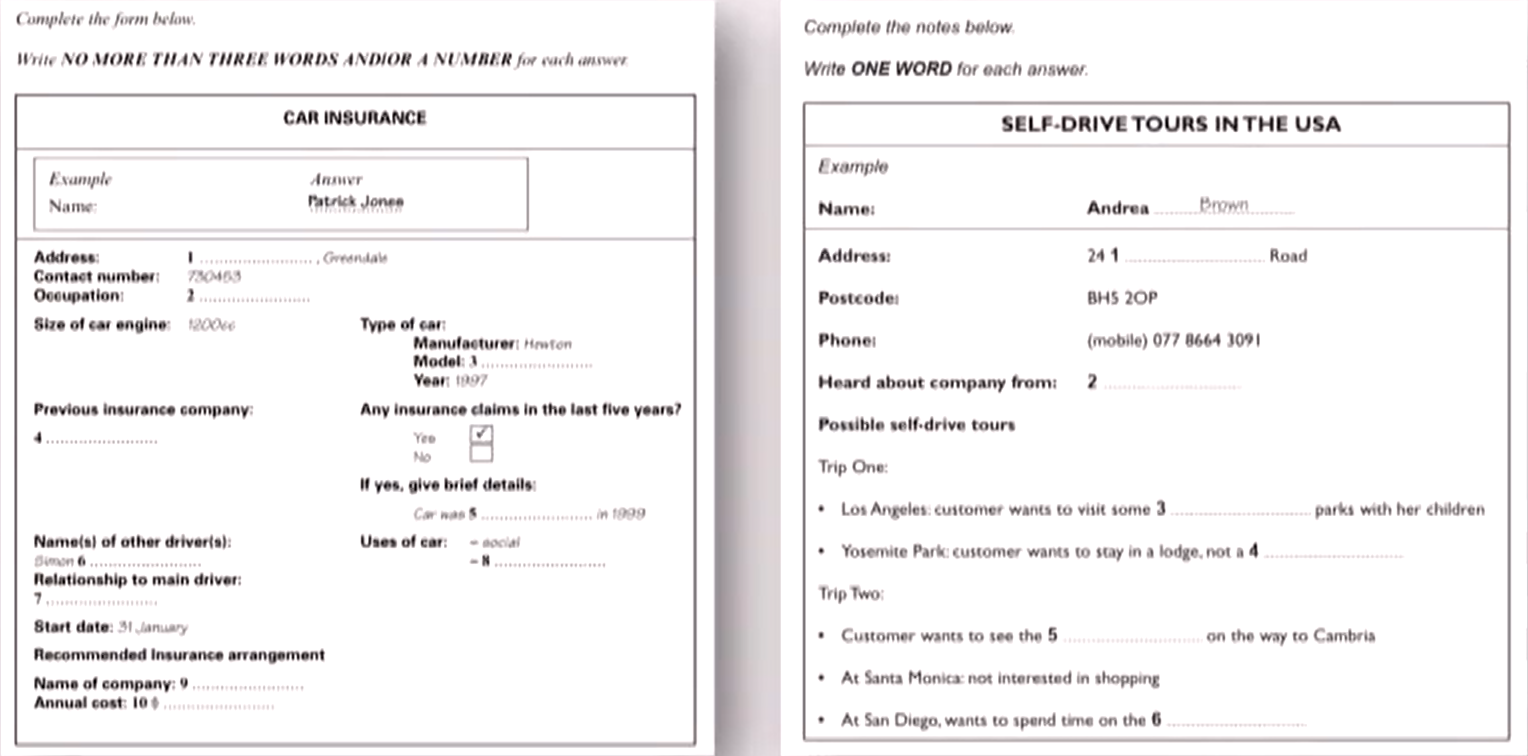 Complete the form below.
Write NO MORE THAN THREE WORDS ANDIOR A NUMBER for each answer.
CAR INSURANCE
Example Answer
Name: Patrick Jones
Address: 1 ........................ , Greendale
Contact number: 730453
Occupation: 2 ........................
Size of car engine: 1200cc
Type of car:
Manufacturer: Hewton
Model: 3 ........................
Year: 1997
Previous insurance company:
4 ........................
Any insurance claims in the last five years?
Yes ✓
No
If yes, give brief details:
Car was 5 ........................ in 1999
Name(s) of other driver(s):
Simon 6 ........................
Relationship to main driver:
7 ........................
Uses of car: – social
– 8 ........................
Start date: 31 January
Recommended Insurance arrangement
Name of company: 9 ........................
Annual cost: 10 $ ........................
Complete the notes below.
Write ONE WORD for each answer.
SELF-DRIVE TOURS IN THE USA
Example
Name: Andrea ........Brown........
Address: 24 1 ........................ Road
Postcode: BH5 2OP
Phone: (mobile) 077 8664 3091
Heard about company from: 2 ........................
Possible self-drive tours
Trip One:
• Los Angeles: customer wants to visit some 3 ........................ parks with her children
• Yosemite Park: customer wants to stay in a lodge, not a 4 ........................
Trip Two:
• Customer wants to see the 5 ........................ on the way to Cambria
• At Santa Monica: not interested in shopping
• At San Diego, wants to spend time on the 6 ........................